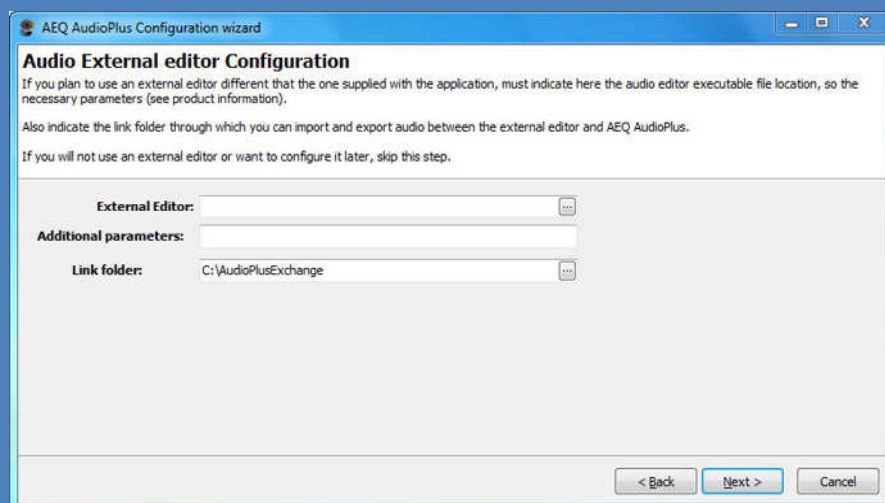 AEQ AudioPlus Configuration wizard
Audio External editor Configuration
If you plan to use an external editor different that the one supplied with the application, must indicate here the audio editor executable file location, so the
necessary parameters (see product information).
Also indicate the link folder through which you can import and export audio between the external editor and AEQ AudioPlus.
If you will not use an external editor or want to configure it later, skip this step.
External Editor: ...
Additional parameters:
Link folder: C:\AudioPlusExchange ...
< Back Next > Cancel